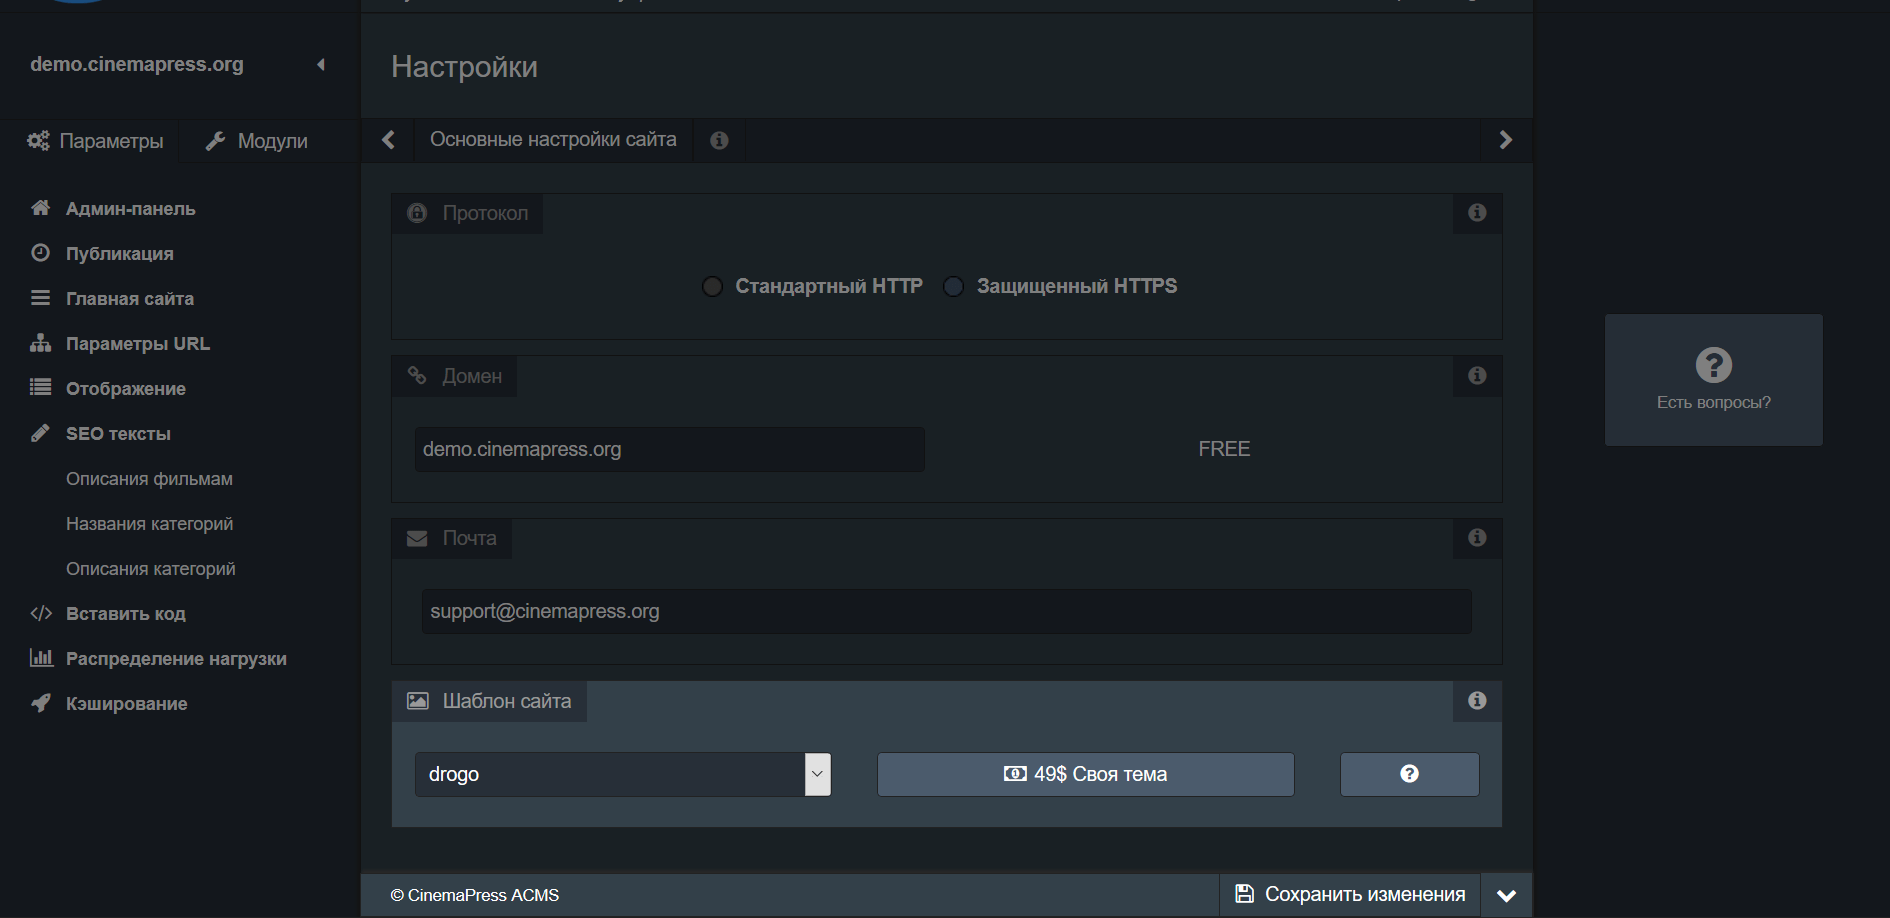 demo.cinemapress.org
Параметры
Модули
Админ-панель
Публикация
Главная сайта
Параметры URL
Отображение
SEO тексты
Описания фильмам
Названия категорий
Описания категорий
Вставить код
Распределение нагрузки
Кэширование
Настройки
Основные настройки сайта
Протокол
Стандартный HTTP
Защищенный HTTPS
Домен
demo.cinemapress.org
FREE
Почта
support@cinemapress.org
Шаблон сайта
drogo
49$ Своя тема
© CinemaPress ACMS
Сохранить изменения
Есть вопросы?